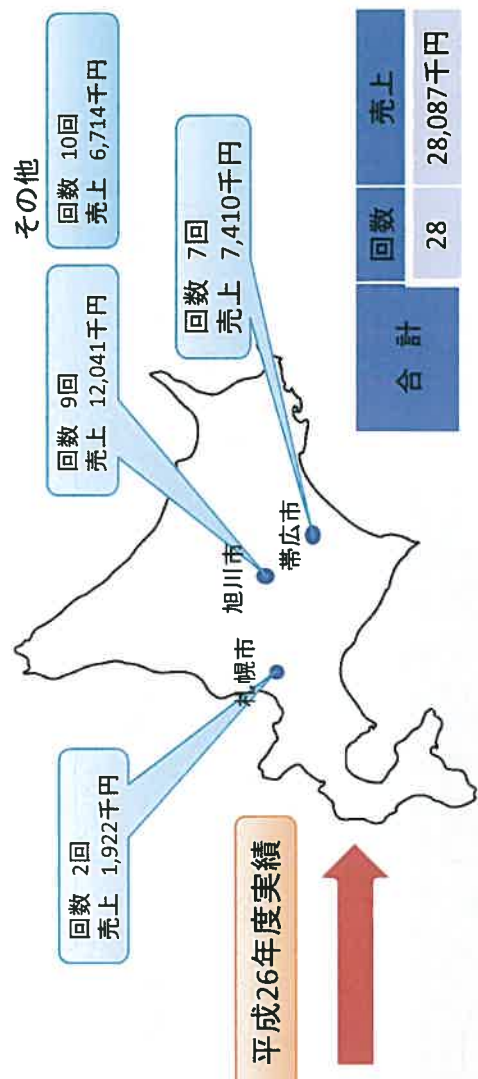 平成26年度実績
回数 2回
売上 1,922千円
札幌市
回数 9回
売上 12,041千円
旭川市
回数 7回
売上 7,410千円
帯広市
その他
回数 10回
売上 6,714千円
合計 回数 売上
28 28,087千円